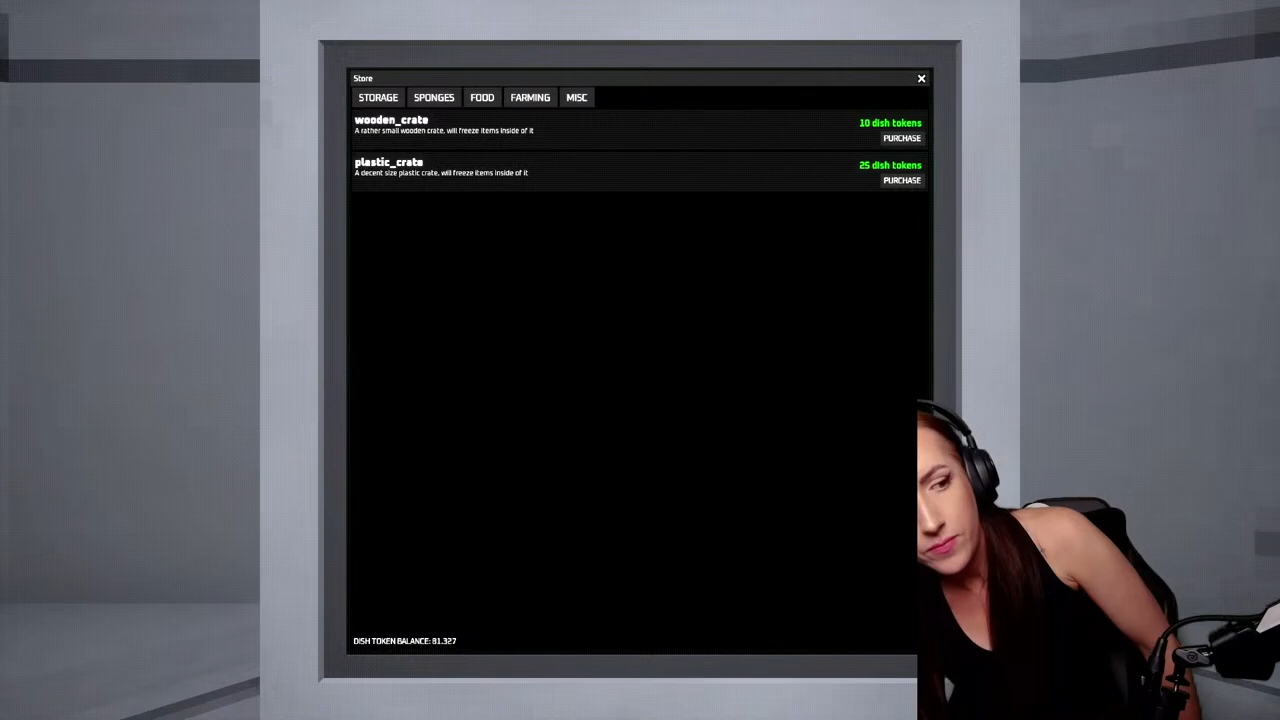 Store
STORAGE SPONGES FOOD FARMING MISC
wooden_crate
A rather small wooden crate, will freeze items inside of it
10 dish tokens
PURCHASE
plastic_crate
A decent size plastic crate, will freeze items inside of it
25 dish tokens
PURCHASE
DISH TOKEN BALANCE: 81.327